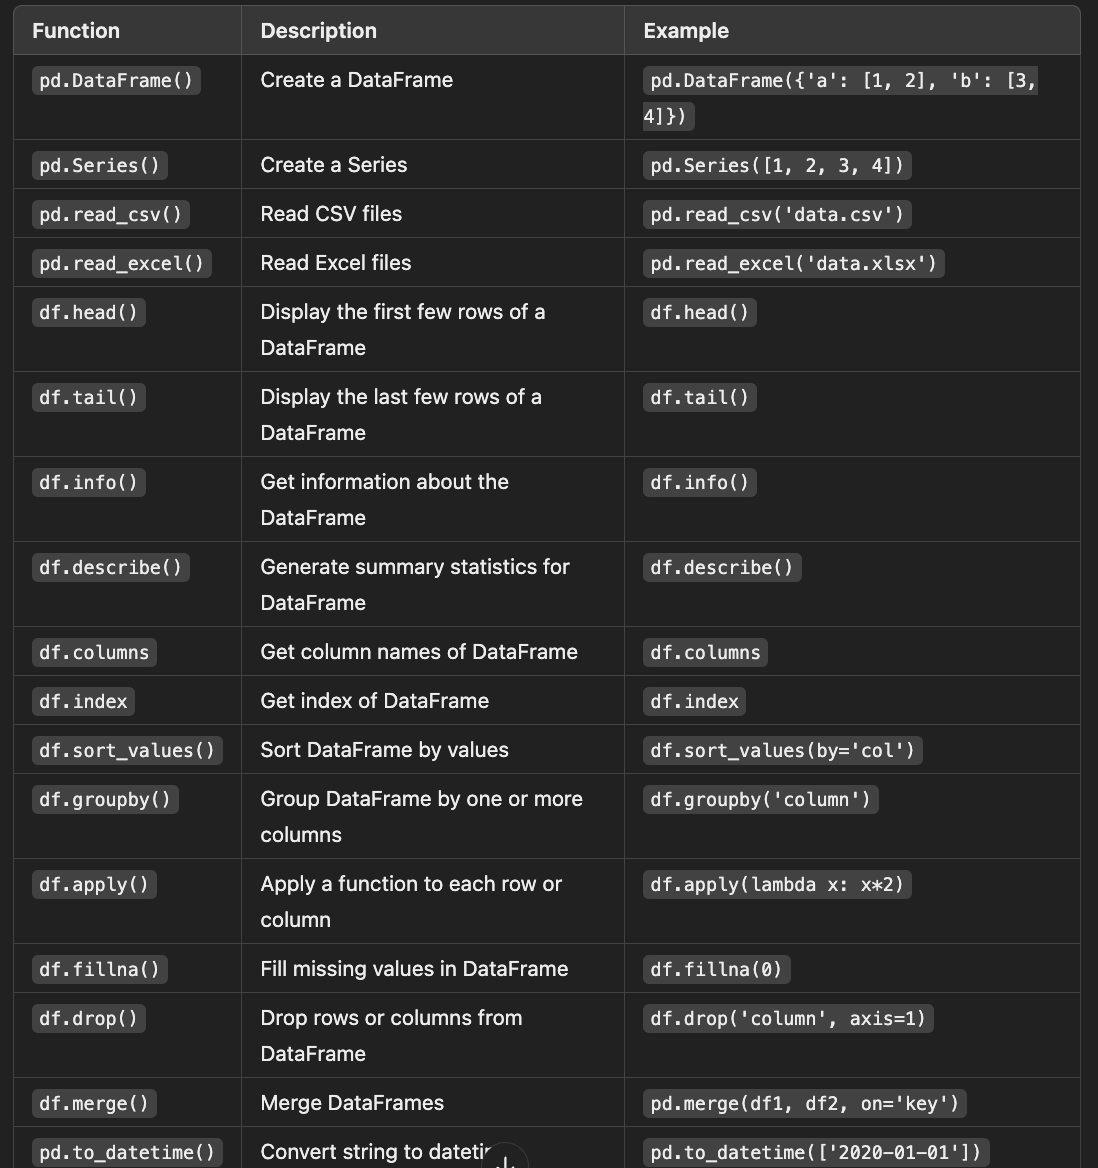 Function Description Example
pd.DataFrame() Create a DataFrame pd.DataFrame({'a': [1, 2], 'b': [3,
4]})
pd.Series() Create a Series pd.Series([1, 2, 3, 4])
pd.read_csv() Read CSV files pd.read_csv('data.csv')
pd.read_excel() Read Excel files pd.read_excel('data.xlsx')
df.head() Display the first few rows of a df.head()
DataFrame
df.tail() Display the last few rows of a df.tail()
DataFrame
df.info() Get information about the df.info()
DataFrame
df.describe() Generate summary statistics for df.describe()
DataFrame
df.columns Get column names of DataFrame df.columns
df.index Get index of DataFrame df.index
df.sort_values() Sort DataFrame by values df.sort_values(by='col')
df.groupby() Group DataFrame by one or more df.groupby('column')
columns
df.apply() Apply a function to each row or df.apply(lambda x: x*2)
column
df.fillna() Fill missing values in DataFrame df.fillna(0)
df.drop() Drop rows or columns from df.drop('column', axis=1)
DataFrame
df.merge() Merge DataFrames pd.merge(df1, df2, on='key')
pd.to_datetime() Convert string to pd.to_datetime(['2020-01-01'])